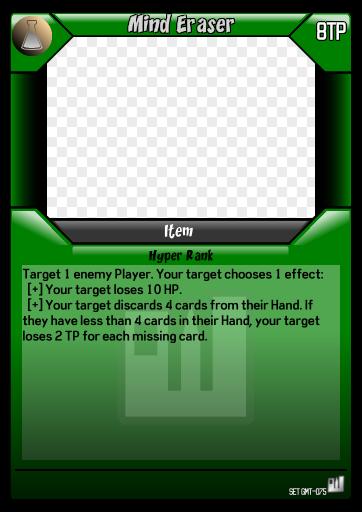 Mind Eraser
8TP
Item
Hyper Rank
Target 1 enemy Player. Your target chooses 1 effect:
[+] Your target loses 10 HP.
[+] Your target discards 4 cards from their Hand. If
they have less than 4 cards in their Hand, your target
loses 2 TP for each missing card.
SET GMT-075